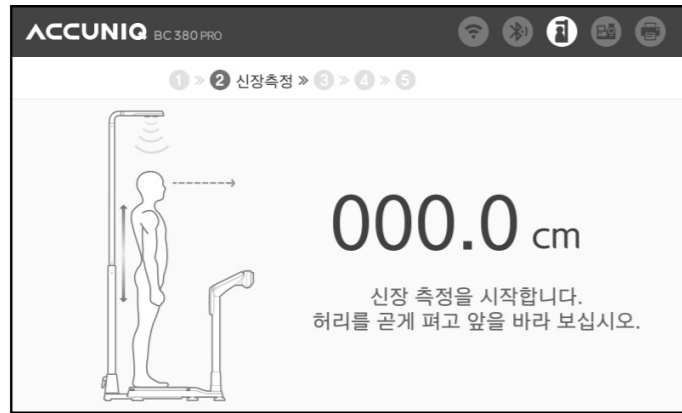 ACCUNIQ BC 380 PRO
1 » 2 신장측정 » 3 » 4 » 5
000.0 cm
신장 측정을 시작합니다.
허리를 곧게 펴고 앞을 바라 보십시오.